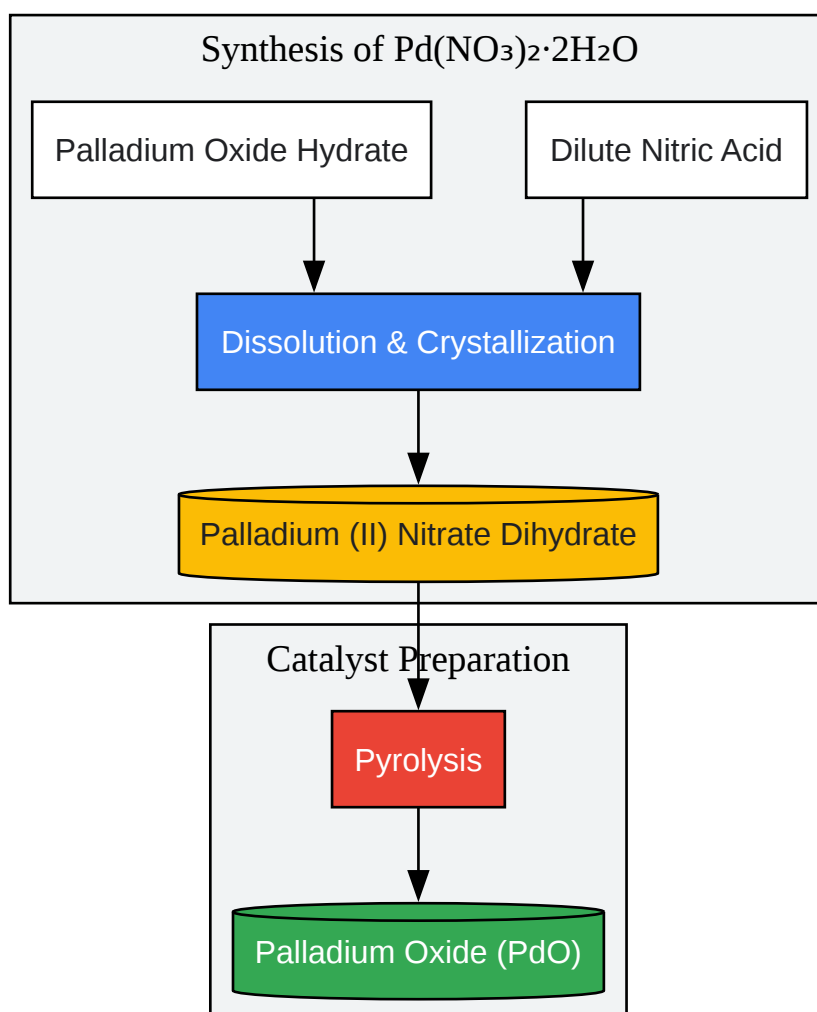 Synthesis of Pd(NO₃)₂·2H₂O
Palladium Oxide Hydrate
Dilute Nitric Acid
Dissolution & Crystallization
Palladium (II) Nitrate Dihydrate
Catalyst Preparation
Pyrolysis
Palladium Oxide (PdO)